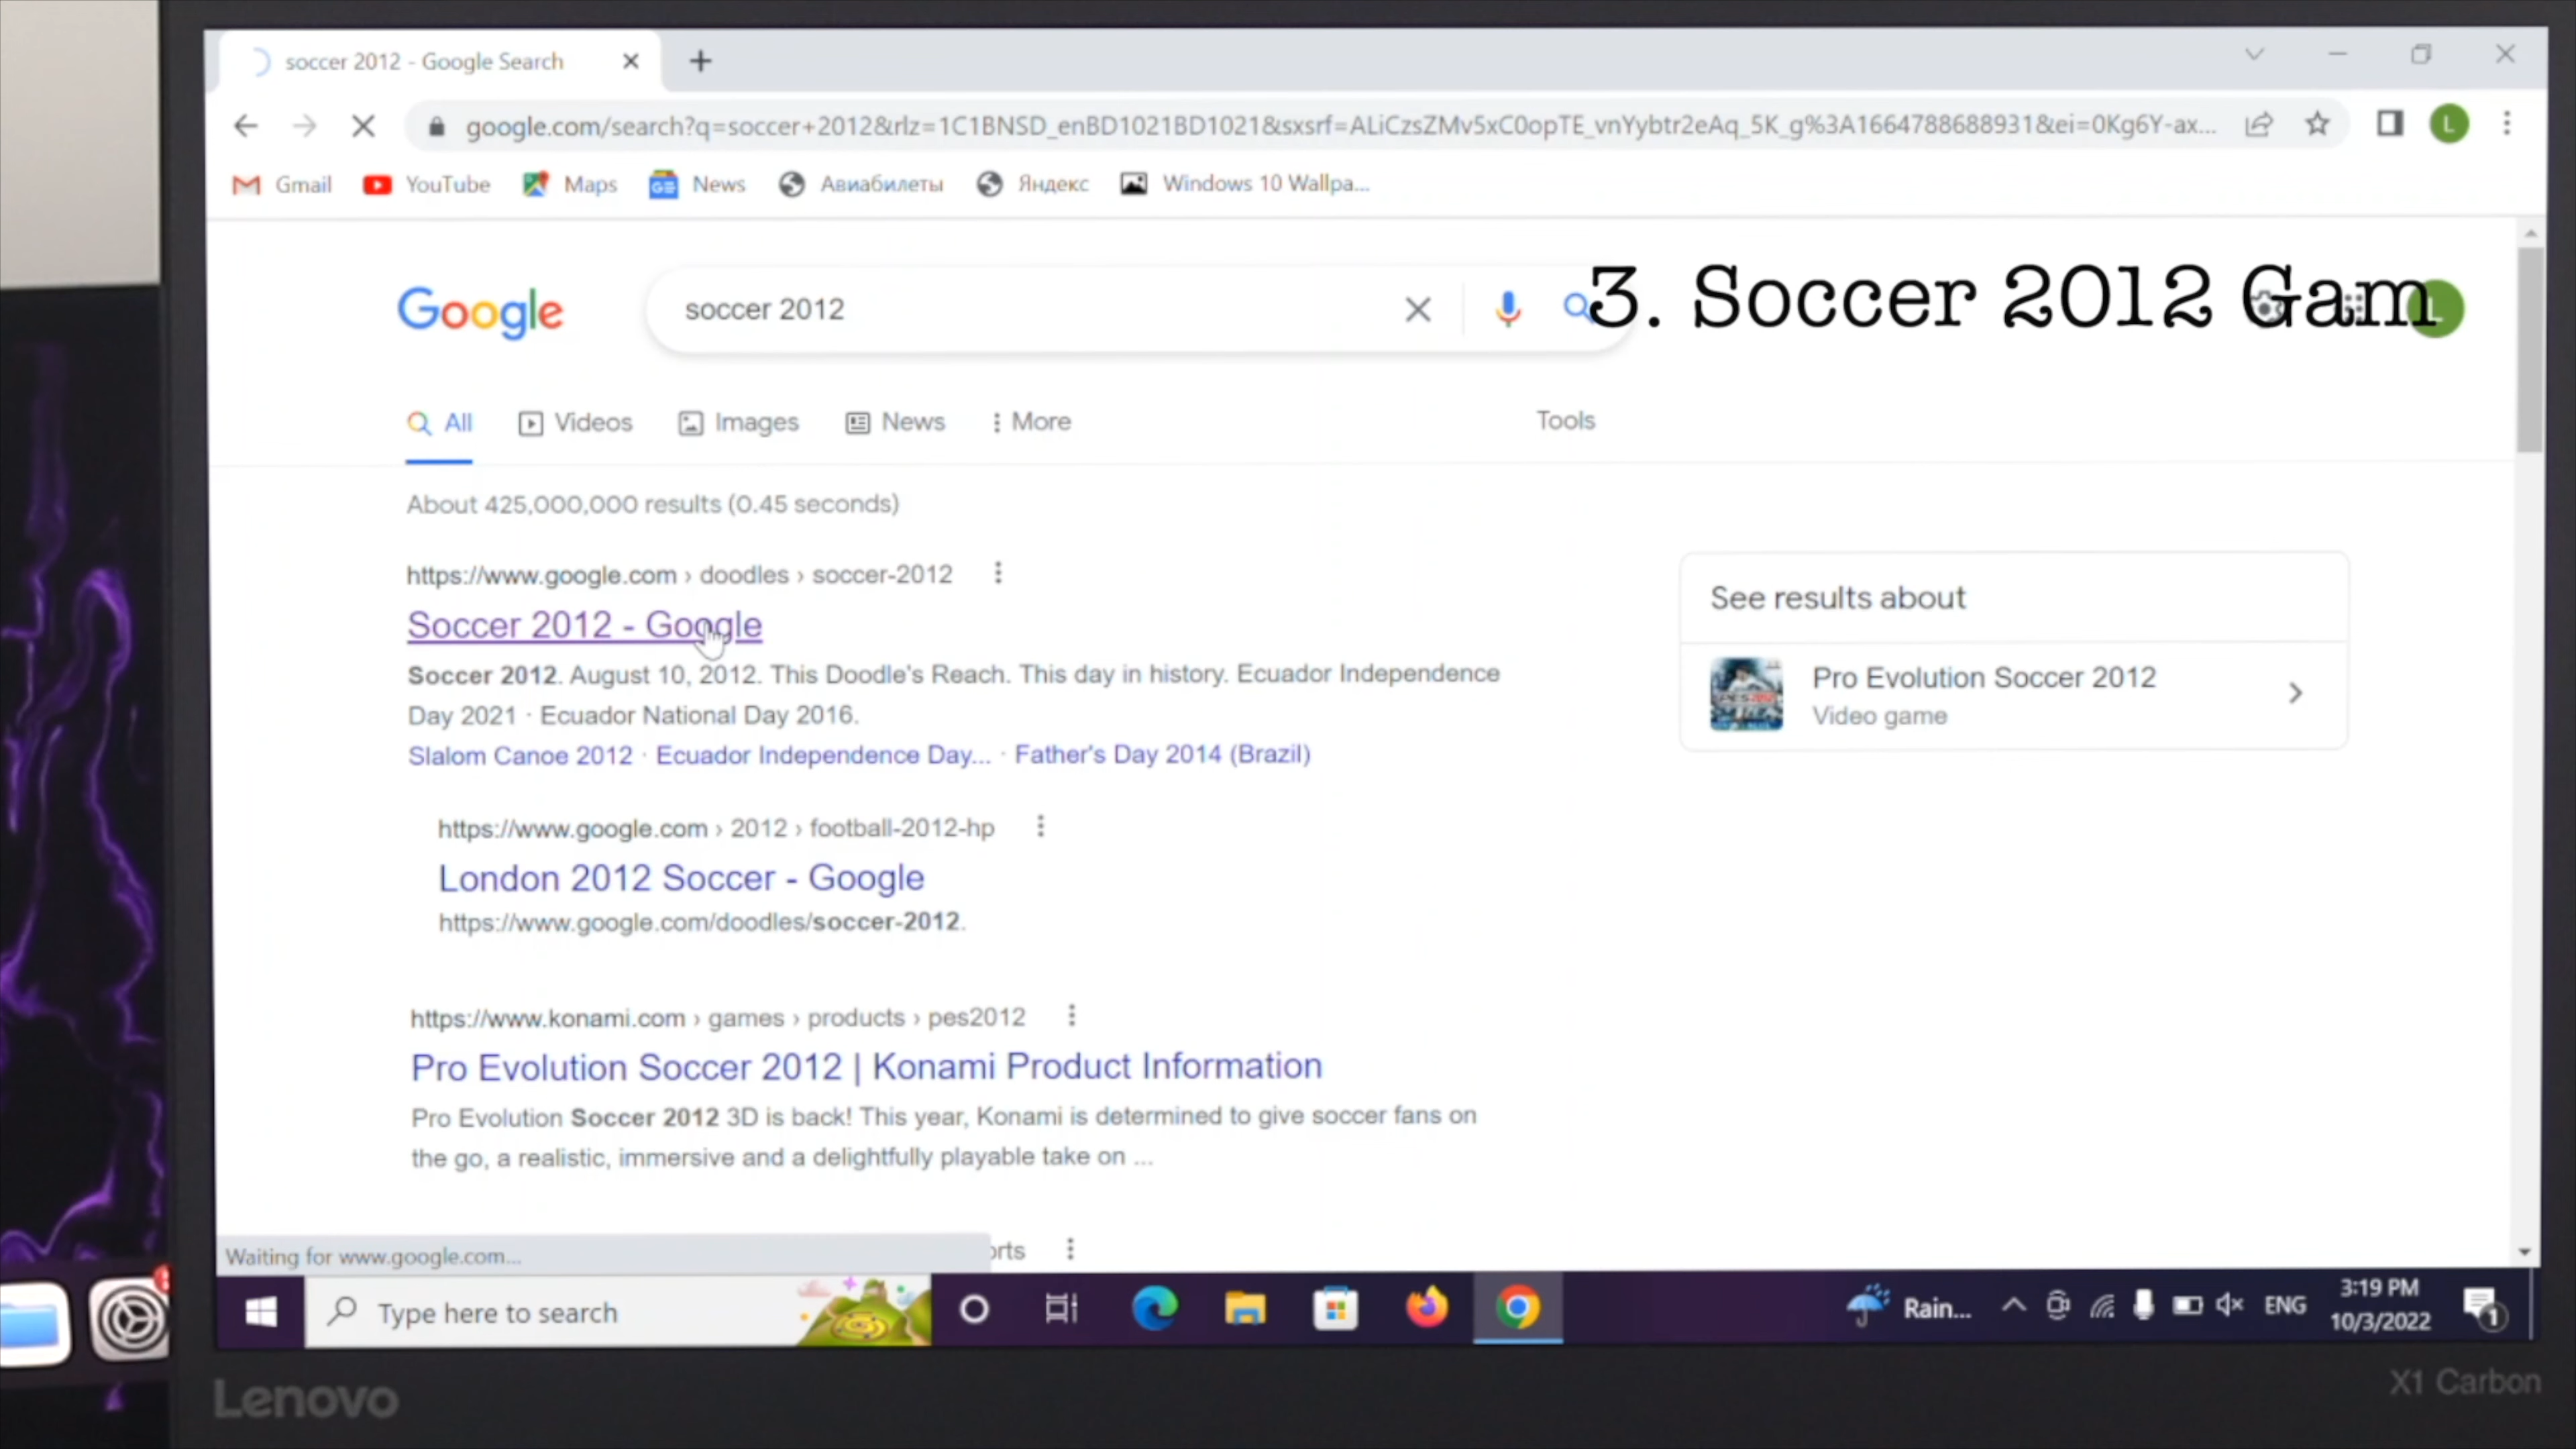 soccer 2012 - Google Search
google.com/search?q=soccer+2012&rlz=1C1BNSD_enBD1021BD1021&sxsrf=ALiCzsZMv5xC0opTE_vnYybtr2eAq_5K_g%3A1664788688931&ei=0Kg6Y-ax...
L
Gmail YouTube Maps News Авиабилеты Яндекс Windows 10 Wallpa...
Google soccer 2012
3. Soccer 2012 Gam
All Videos Images News More Tools
About 425,000,000 results (0.45 seconds)
https://www.google.com › doodles › soccer-2012
Soccer 2012 - Google
Soccer 2012. August 10, 2012. This Doodle's Reach. This day in history. Ecuador Independence
Day 2021 · Ecuador National Day 2016.
Slalom Canoe 2012 · Ecuador Independence Day... · Father's Day 2014 (Brazil)
See results about
Pro Evolution Soccer 2012
Video game
https://www.google.com › 2012 › football-2012-hp
London 2012 Soccer - Google
https://www.google.com/doodles/soccer-2012.
https://www.konami.com › games › products › pes2012
Pro Evolution Soccer 2012 | Konami Product Information
Pro Evolution Soccer 2012 3D is back! This year, Konami is determined to give soccer fans on
the go, a realistic, immersive and a delightfully playable take on ...
Waiting for www.google.com...
orts
Type here to search
Rain...
ENG
3:19 PM
10/3/2022
1
Lenovo
X1 Carbon